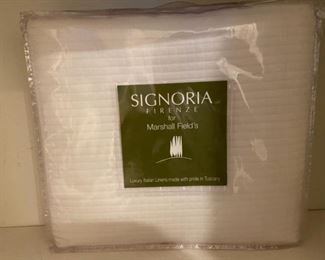 SIGNORIA
FIRENZE
for
Marshall Field's
Luxury Italian Linens made with pride in Tuscany